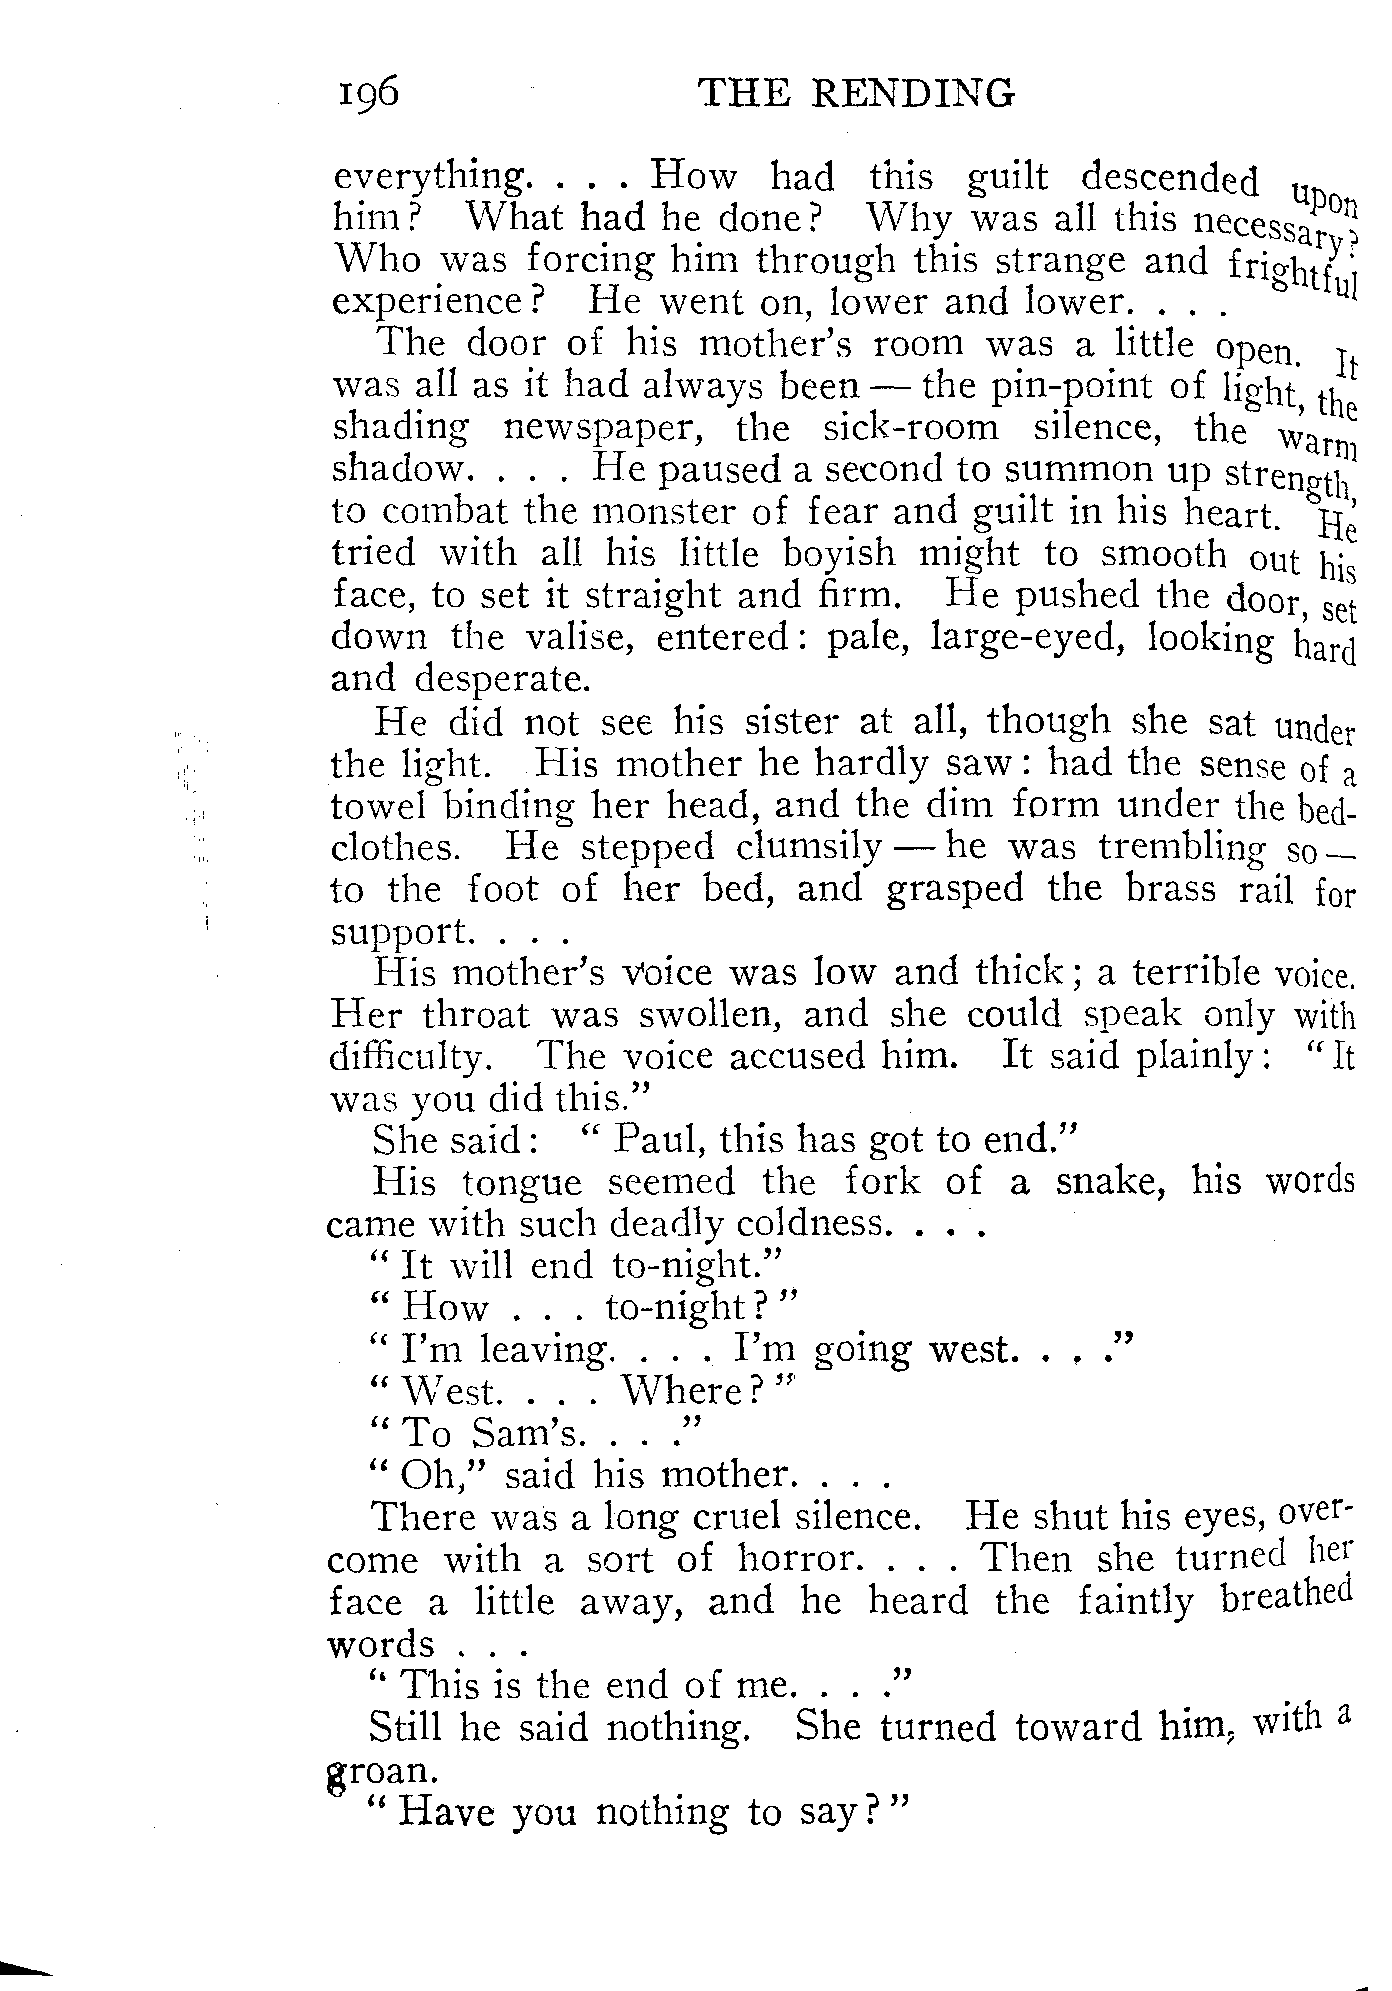 196 THE RENDING
everything. . . . How had this guilt descended upon
him? What had he done? Why was all this necessary?
Who was forcing him through this strange and frightful
experience? He went on, lower and lower. . . .
The door of his mother's room was a little open. It
was all as it had always been — the pin-point of light, the
shading newspaper, the sick-room silence, the warm
shadow. . . . He paused a second to summon up strength,
to combat the monster of fear and guilt in his heart. He
tried with all his little boyish might to smooth out his
face, to set it straight and firm. He pushed the door, set
down the valise, entered: pale, large-eyed, looking hard
and desperate.
He did not see his sister at all, though she sat under
the light. His mother he hardly saw: had the sense of a
towel binding her head, and the dim form under the bed-
clothes. He stepped clumsily — he was trembling so —
to the foot of her bed, and grasped the brass rail for
support. . . .
His mother's voice was low and thick; a terrible voice.
Her throat was swollen, and she could speak only with
difficulty. The voice accused him. It said plainly: "It
was you did this."
She said: "Paul, this has got to end."
His tongue seemed the fork of a snake, his words
came with such deadly coldness. . . .
"It will end to-night."
"How . . . to-night?"
"I'm leaving. . . . I'm going west. . . ."
"West. . . . Where?"
"To Sam's. . . ."
"Oh," said his mother. . . .
There was a long cruel silence. He shut his eyes, over-
come with a sort of horror. . . . Then she turned her
face a little away, and he heard the faintly breathed
words . . .
"This is the end of me. . . ."
Still he said nothing. She turned toward him, with a
groan.
"Have you nothing to say?"